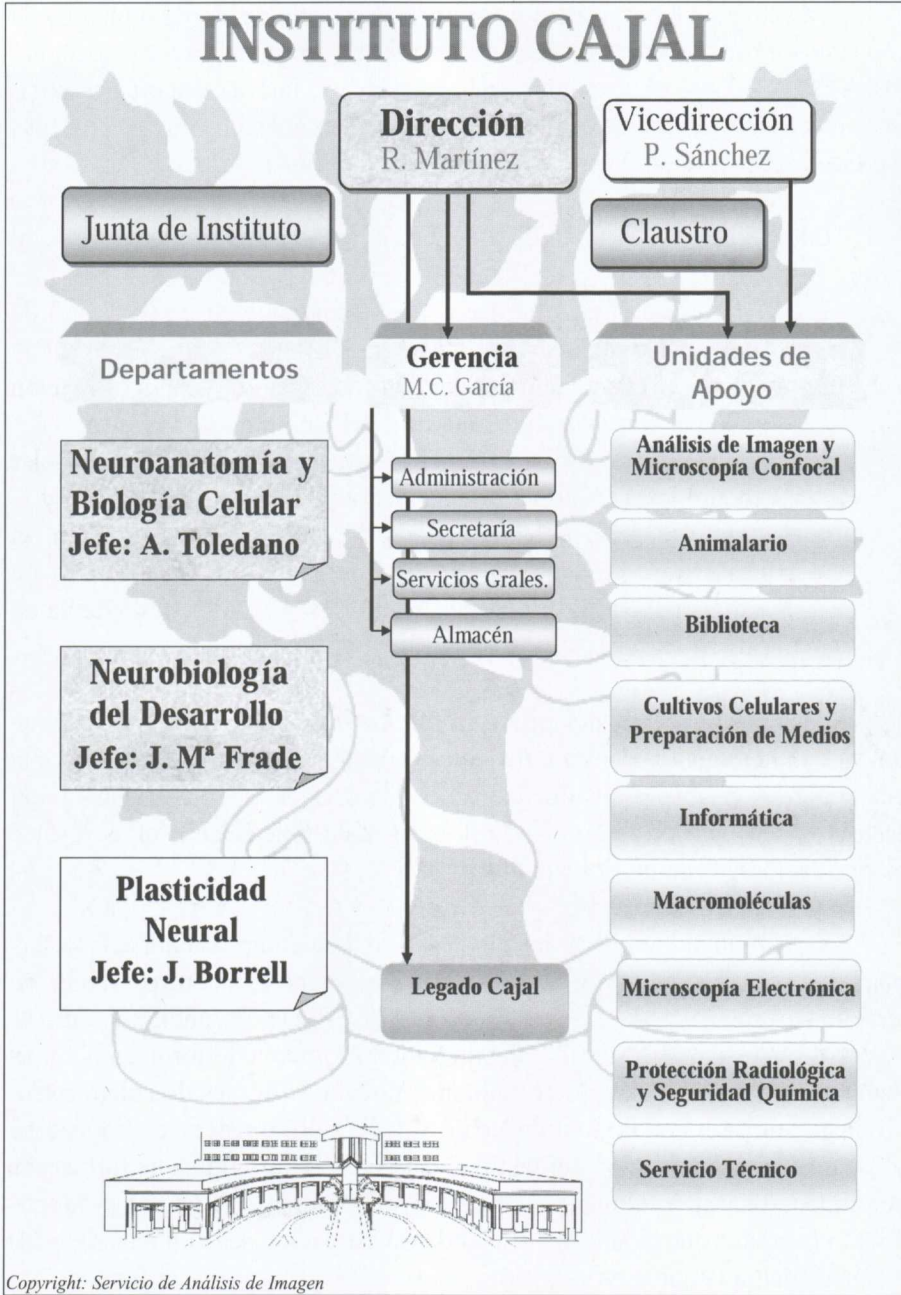 INSTITUTO CAJAL
Dirección
R. Martínez
Vicedirección
P. Sánchez
Junta de Instituto
Claustro
Departamentos
Neuroanatomía y
Biología Celular
Jefe: A. Toledano
Neurobiología
del Desarrollo
Jefe: J. Mª Frade
Plasticidad
Neural
Jefe: J. Borrell
Gerencia
M.C. García
Administración
Secretaría
Servicios Grales.
Almacén
Legado Cajal
Unidades de
Apoyo
Análisis de Imagen y
Microscopía Confocal
Animalario
Biblioteca
Cultivos Celulares y
Preparación de Medios
Informática
Macromoléculas
Microscopía Electrónica
Protección Radiológica
y Seguridad Química
Servicio Técnico
Copyright: Servicio de Análisis de Imagen